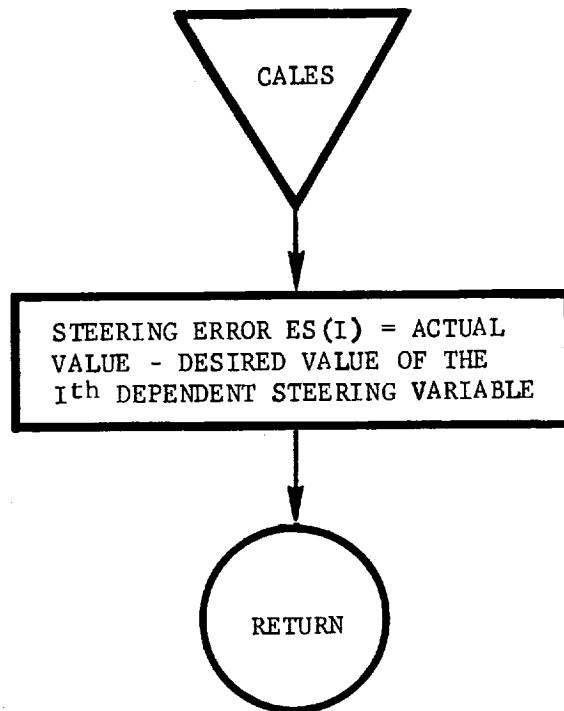 CALES
STEERING ERROR ES(I) = ACTUAL
VALUE - DESIRED VALUE OF THE
Ith DEPENDENT STEERING VARIABLE
RETURN